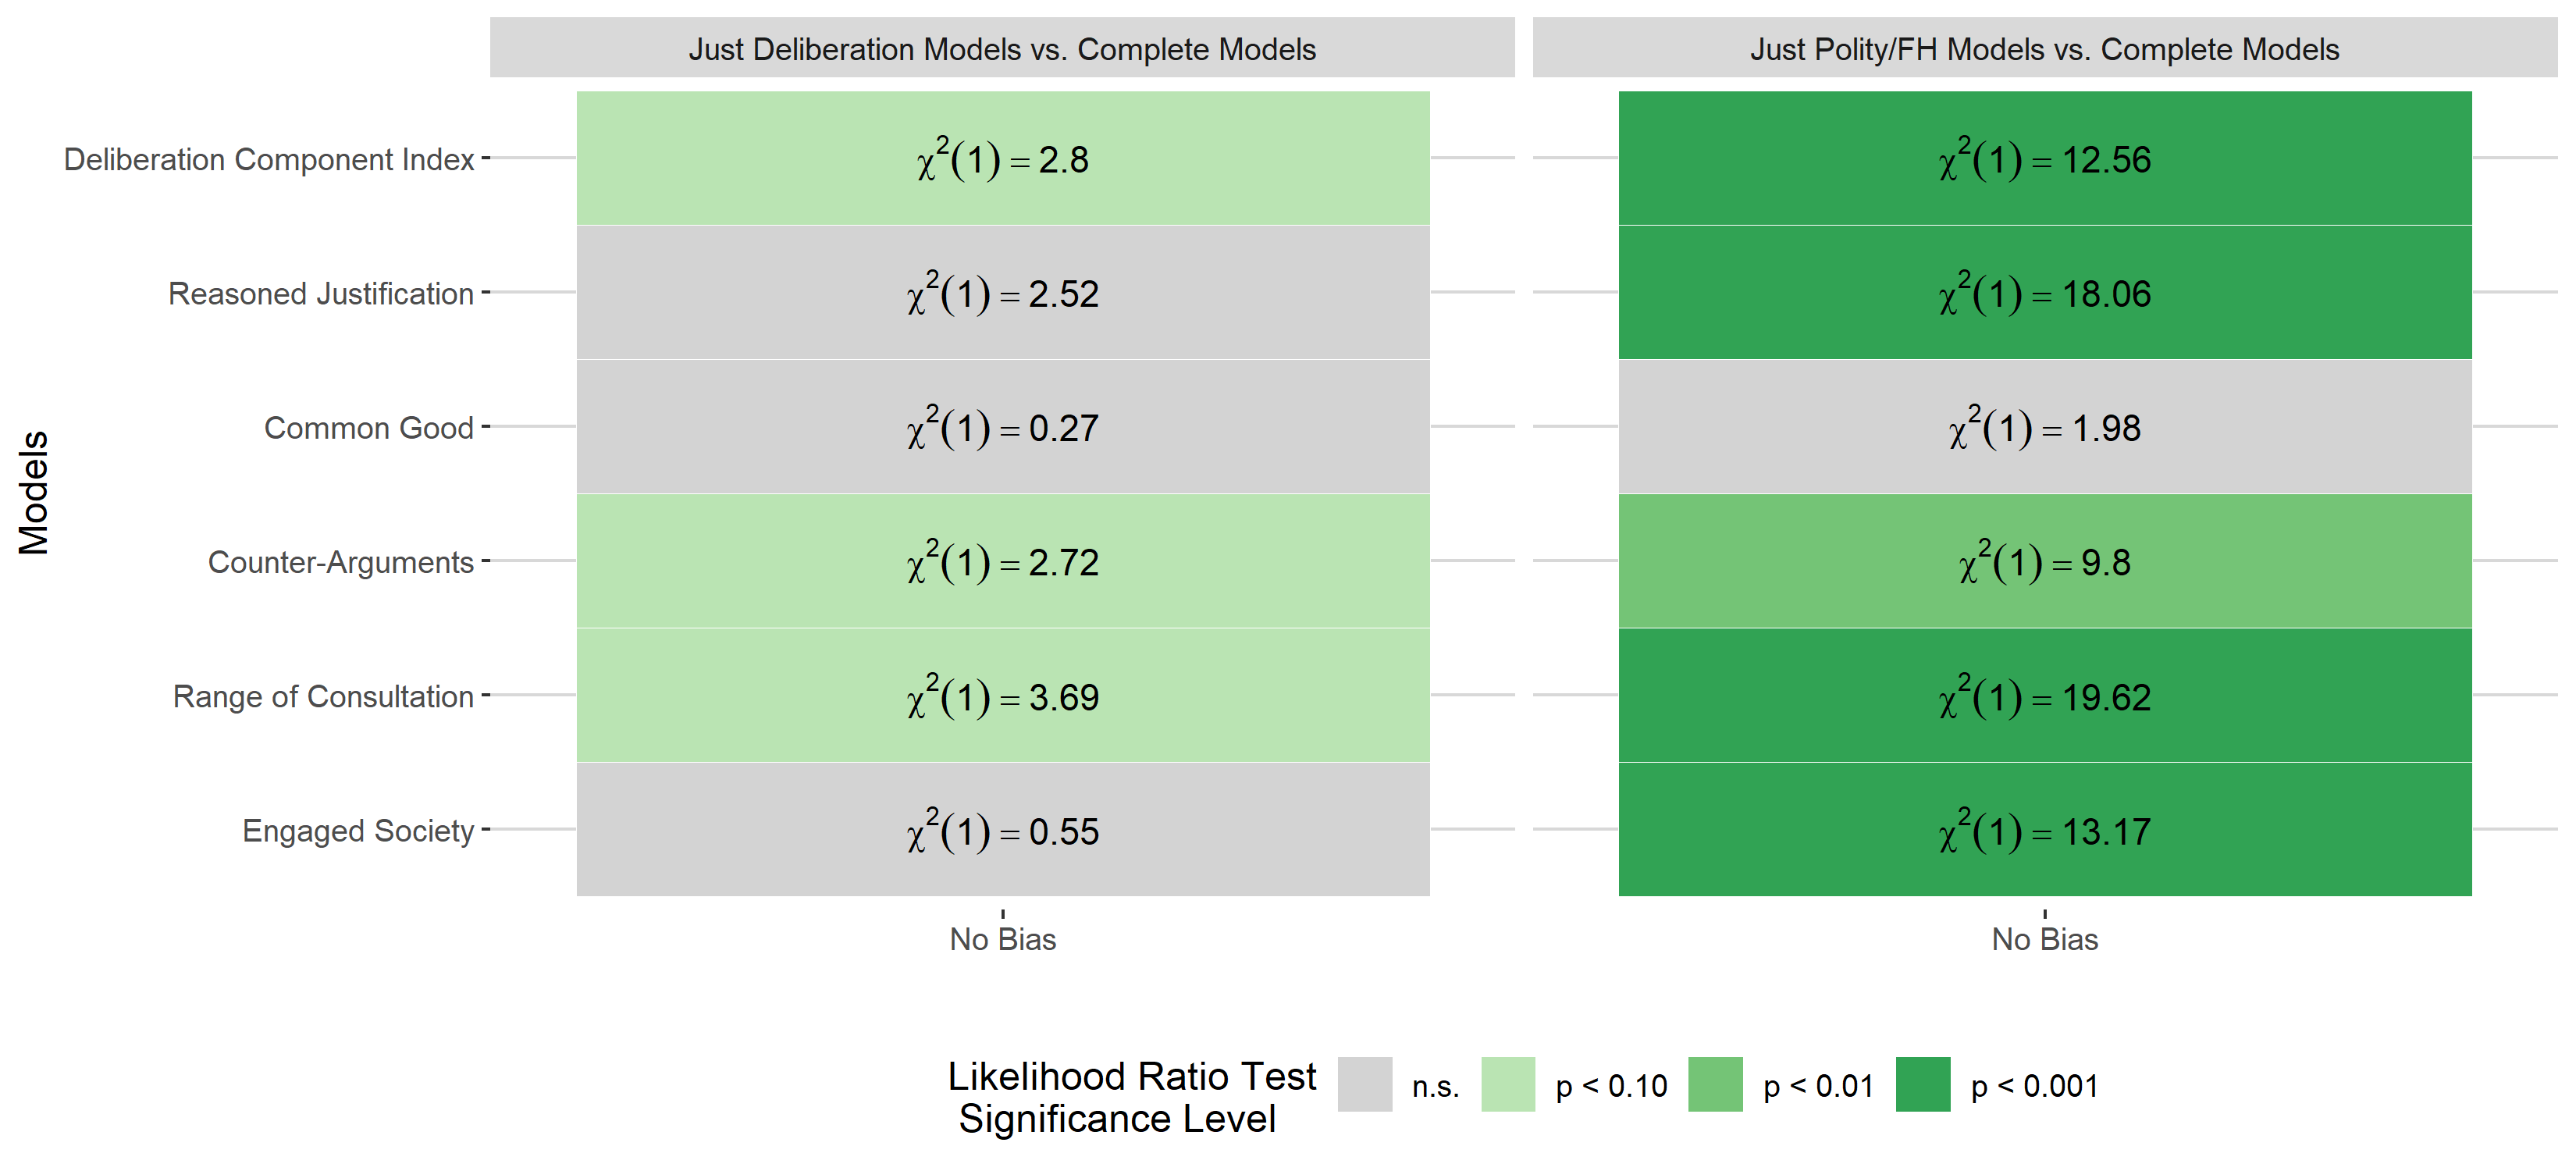 Just Deliberation Models vs. Complete Models
Just Polity/FH Models vs. Complete Models
Models
Deliberation Component Index
χ²(1) = 2.8
χ²(1) = 12.56
Reasoned Justification
χ²(1) = 2.52
χ²(1) = 18.06
Common Good
χ²(1) = 0.27
χ²(1) = 1.98
Counter-Arguments
χ²(1) = 2.72
χ²(1) = 9.8
Range of Consultation
χ²(1) = 3.69
χ²(1) = 19.62
Engaged Society
χ²(1) = 0.55
χ²(1) = 13.17
No Bias
No Bias
Likelihood Ratio Test
Significance Level
n.s.
p < 0.10
p < 0.01
p < 0.001